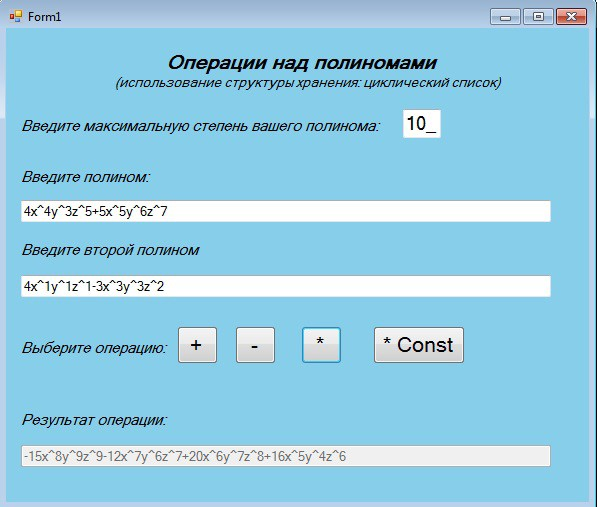 Form1
Операции над полиномами
(использование структуры хранения: циклический список)
Введите максимальную степень вашего полинома: 10_
Введите полином:
4x^4y^3z^5+5x^5y^6z^7
Введите второй полином
4x^1y^1z^1-3x^3y^3z^2
Выберите операцию: + - * * Const
Результат операции:
-15x^8y^9z^9-12x^7y^6z^7+20x^6y^7z^8+16x^5y^4z^6